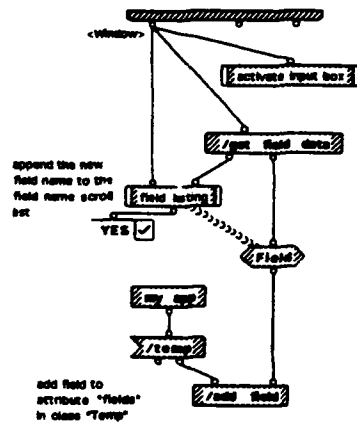 <Window>
activate input box
/get field data
append the new
field name to the
field name scroll
list
field listing
YES
Field
my app
/temp
add field to
attribute "fields"
in class "Temp"
/add field